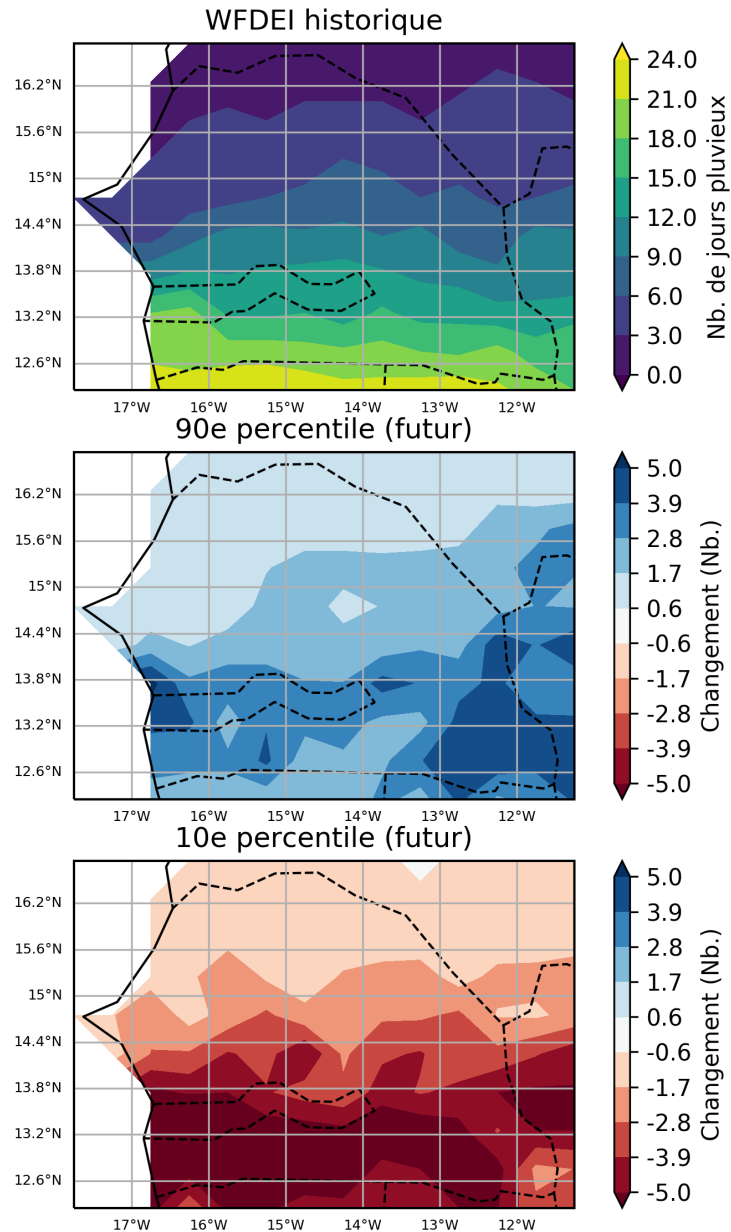 WFDEI historique
16.2°N
15.6°N
15°N
14.4°N
13.8°N
13.2°N
12.6°N
17°W 16°W 15°W 14°W 13°W 12°W
24.0
21.0
18.0
15.0
12.0
9.0
6.0
3.0
0.0
Nb. de jours pluvieux
90e percentile (futur)
16.2°N
15.6°N
15°N
14.4°N
13.8°N
13.2°N
12.6°N
17°W 16°W 15°W 14°W 13°W 12°W
5.0
3.9
2.8
1.7
0.6
-0.6
-1.7
-2.8
-3.9
-5.0
Changement (Nb.)
10e percentile (futur)
16.2°N
15.6°N
15°N
14.4°N
13.8°N
13.2°N
12.6°N
17°W 16°W 15°W 14°W 13°W 12°W
5.0
3.9
2.8
1.7
0.6
-0.6
-1.7
-2.8
-3.9
-5.0
Changement (Nb.)